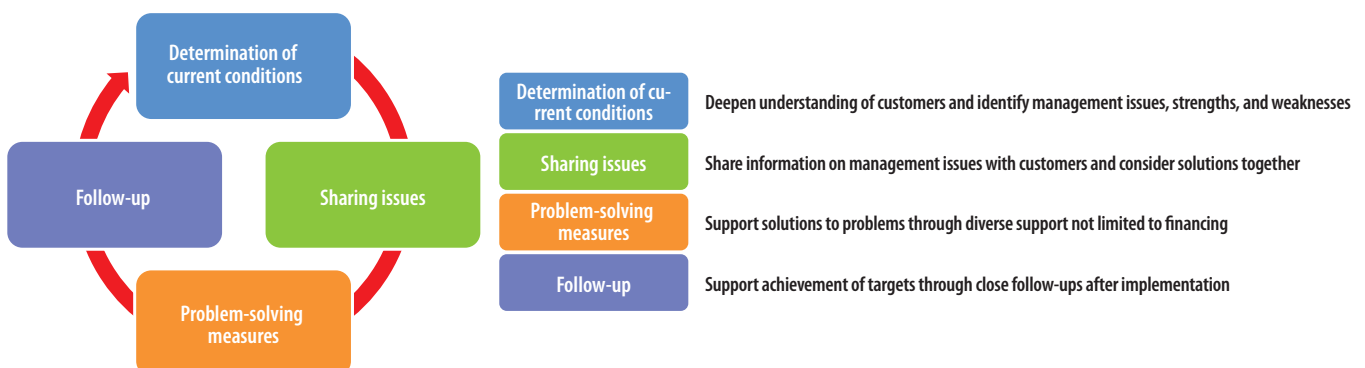 Determination of
current conditions
Follow-up
Sharing issues
Problem-solving
measures
Determination of cu-
rrent conditions
Deepen understanding of customers and identify management issues, strengths, and weaknesses
Sharing issues
Share information on management issues with customers and consider solutions together
Problem-solving
measures
Support solutions to problems through diverse support not limited to financing
Follow-up
Support achievement of targets through close follow-ups after implementation